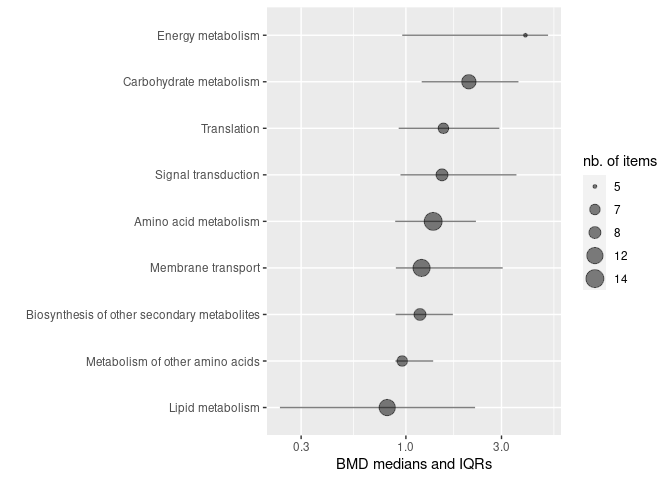 Energy metabolism
Carbohydrate metabolism
Translation
Signal transduction
Amino acid metabolism
Membrane transport
Biosynthesis of other secondary metabolites
Metabolism of other amino acids
Lipid metabolism
0.3 1.0 3.0
BMD medians and IQRs
nb. of items
5
7
8
12
14